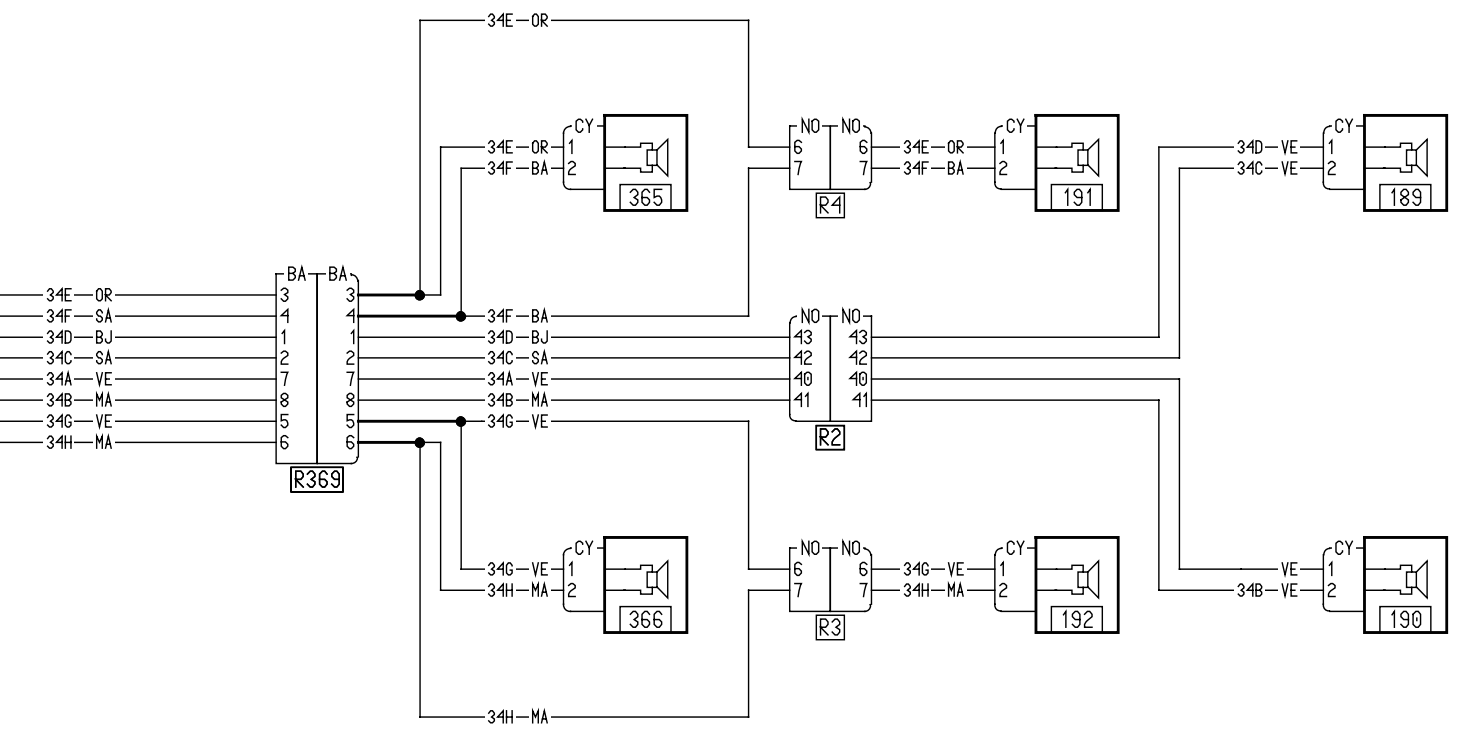 34E OR
CY NO NO CY CY
34E OR 1 6 6 34E OR 1 34D VE 1
34F BA 2 7 7 34F BA 2 34C VE 2
365 191 189
R4
BA BA
34E OR 3 3
34F SA 4 4 34F BA NO NO
34D BJ 1 1 34D BJ 43 43
34C SA 2 2 34C SA 42 42
34A VE 7 7 34A VE 40 40
34B MA 8 8 34B MA 41 41
34G VE 5 5 34G VE
34H MA 6 6 R2
R369
CY NO NO CY CY
34G VE 1 6 6 34G VE 1 VE 1
34H MA 2 7 7 34H MA 2 34B VE 2
366 192 190
R3
34H MA